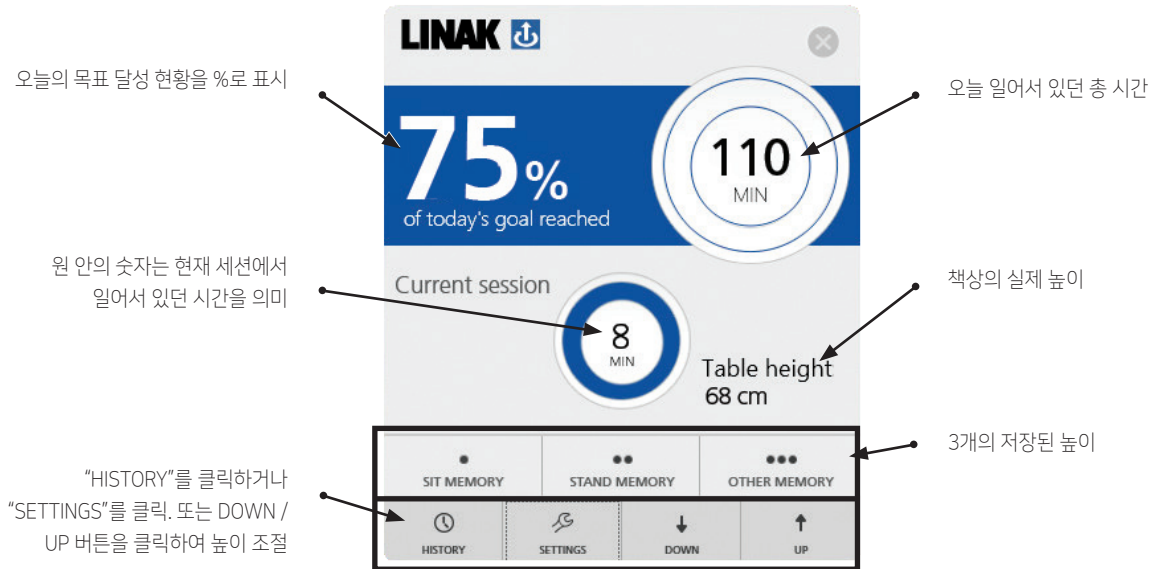 LINAK
오늘의 목표 달성 현황을 %로 표시
오늘 일어서 있던 총 시간
75%
of today's goal reached
110
MIN
원 안의 숫자는 현재 세션에서
일어서 있던 시간을 의미
Current session
8
MIN
책상의 실제 높이
Table height
68 cm
3개의 저장된 높이
SIT MEMORY
STAND MEMORY
OTHER MEMORY
"HISTORY"를 클릭하거나
"SETTINGS"를 클릭. 또는 DOWN /
UP 버튼을 클릭하여 높이 조절
HISTORY
SETTINGS
DOWN
UP